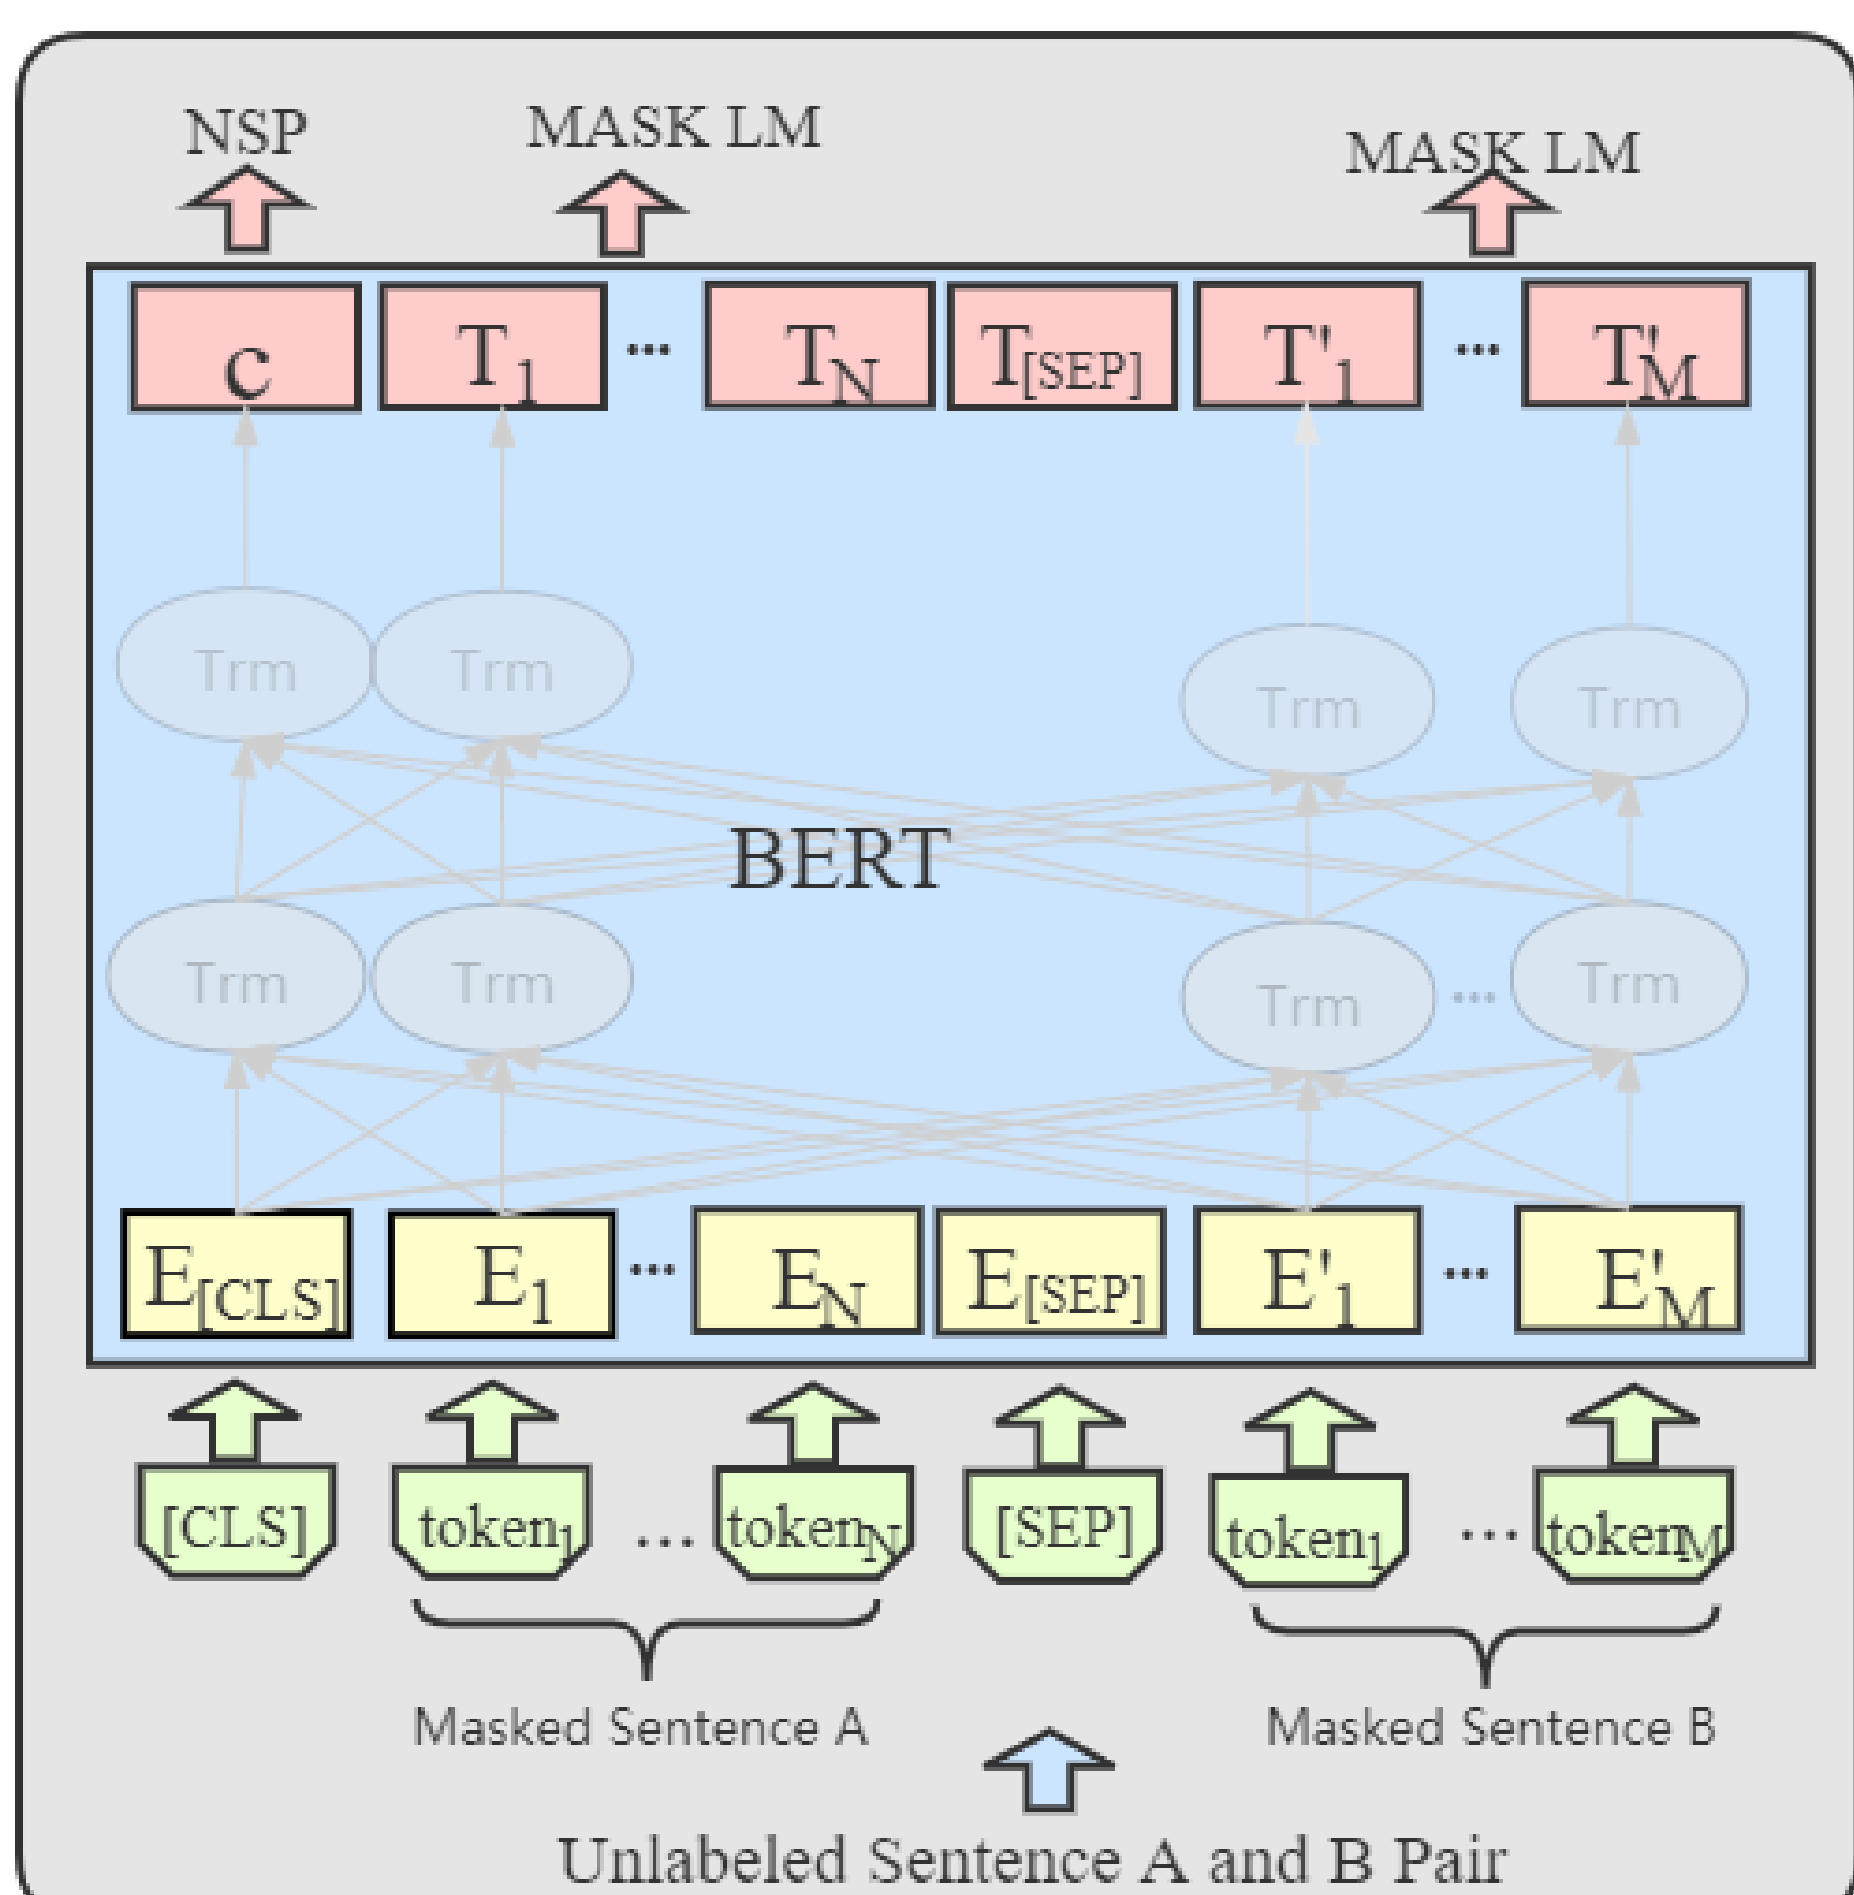 NSP MASK LM MASK LM
C T1 ... TN T[SEP] T'1 ... T'M
Trm Trm Trm Trm
BERT
Trm Trm Trm ... Trm
E[CLS] E1 ... EN E[SEP] E'1 ... E'M
[CLS] token1 ... tokenN [SEP] token1 ... tokenM
Masked Sentence A Masked Sentence B
Unlabeled Sentence A and B Pair